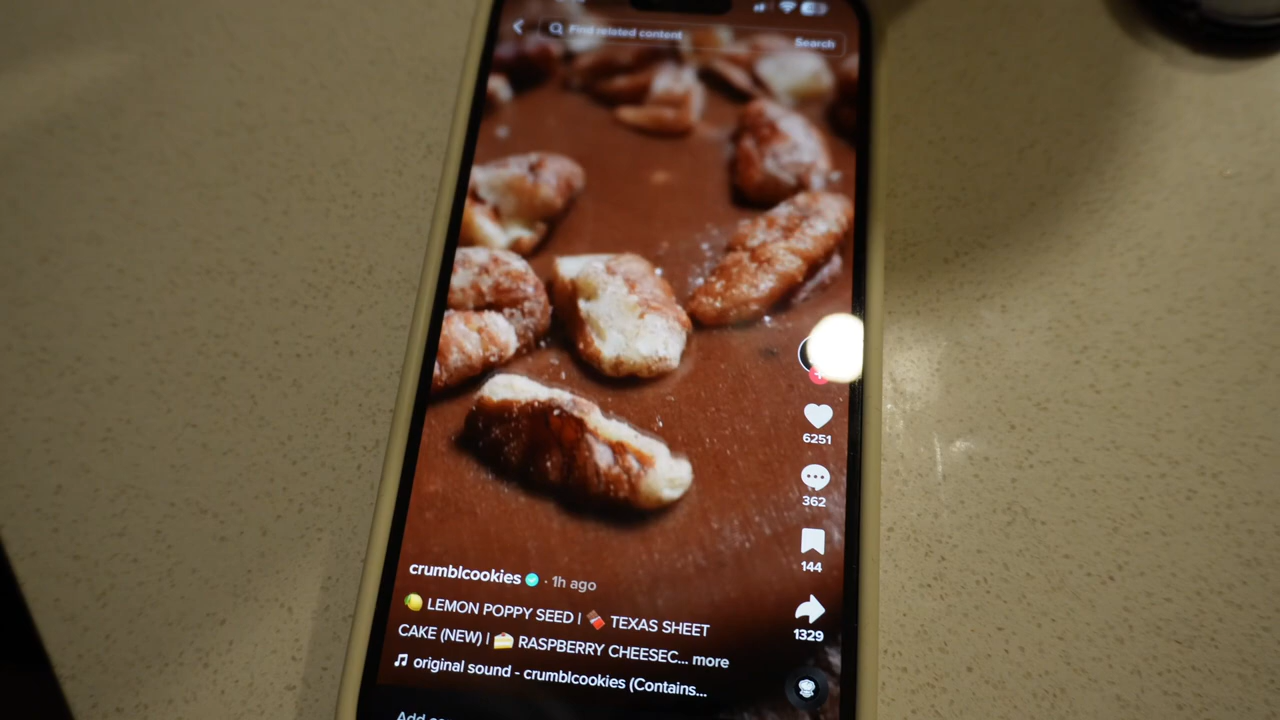 Find related content
Search
6251
362
144
1329
crumblcookies · 1h ago
🍋 LEMON POPPY SEED | 🍫 TEXAS SHEET
CAKE (NEW) | 🍰 RASPBERRY CHEESEC... more
original sound - crumblcookies (Contains...
Add